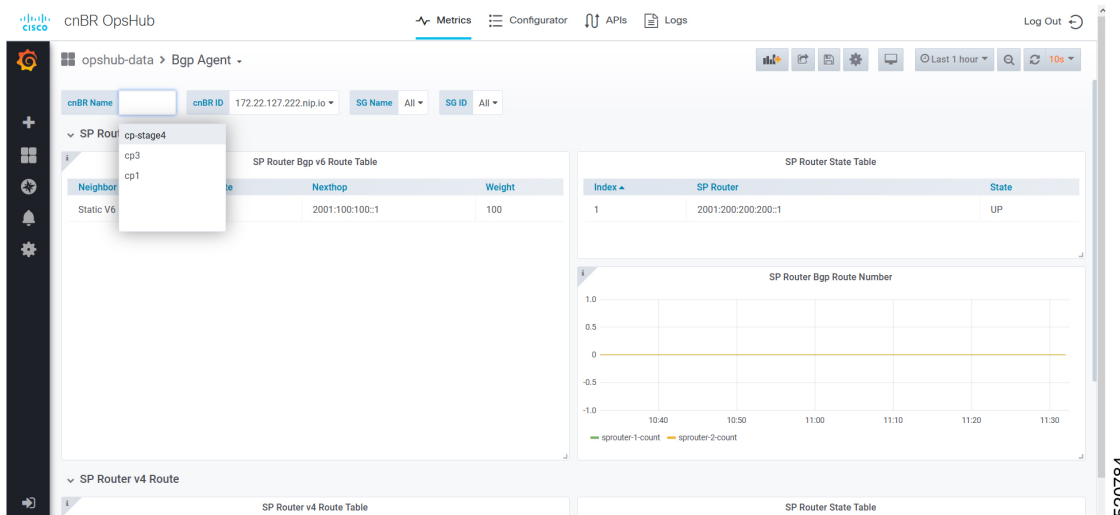 cisco cnBR OpsHub Metrics Configurator APIs Logs Log Out
opshub-data > Bgp Agent Last 1 hour 10s
cnBR Name cnBR ID 172.22.127.222.nip.io SG Name All SG ID All
SP Rout
cp-stage4
cp3
cp1
i SP Router Bgp v6 Route Table
Neighbor te Nexthop Weight
Static V6 2001:100:100::1 100
SP Router State Table
Index SP Router State
1 2001:200:200:200::1 UP
i SP Router Bgp Route Number
1.0
0.5
0
-0.5
-1.0
10:40 10:50 11:00 11:10 11:20 11:30
sprouter-1-count sprouter-2-count
SP Router v4 Route
i SP Router v4 Route Table
SP Router State Table